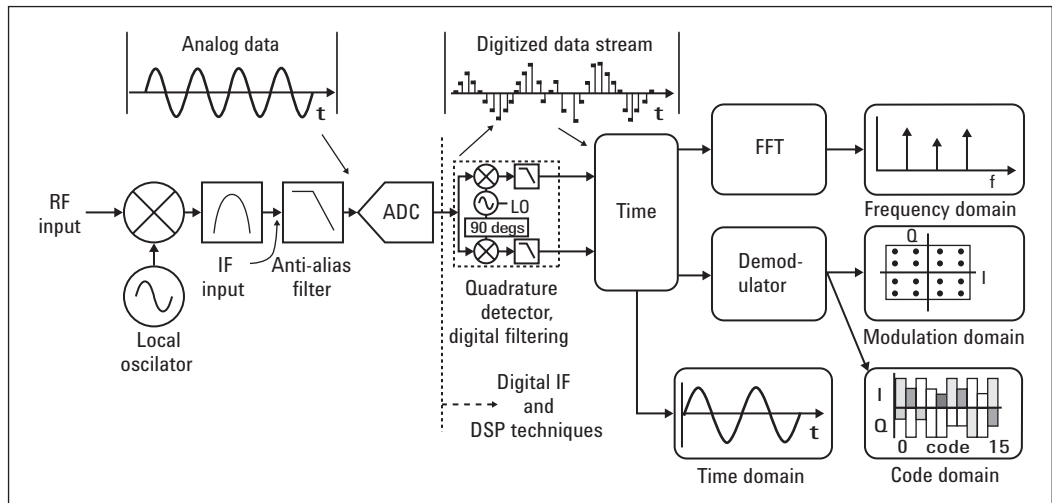 Analog data
t
Digitized data stream
t
RF
input
IF
input
Anti-alias
filter
Local
oscilator
ADC
LO
90 degs
Quadrature
detector,
digital filtering
Digital IF
and
DSP techniques
Time
FFT
f
Frequency domain
Demod-
ulator
Q
I
Modulation domain
t
Time domain
I
Q
0 code 15
Code domain